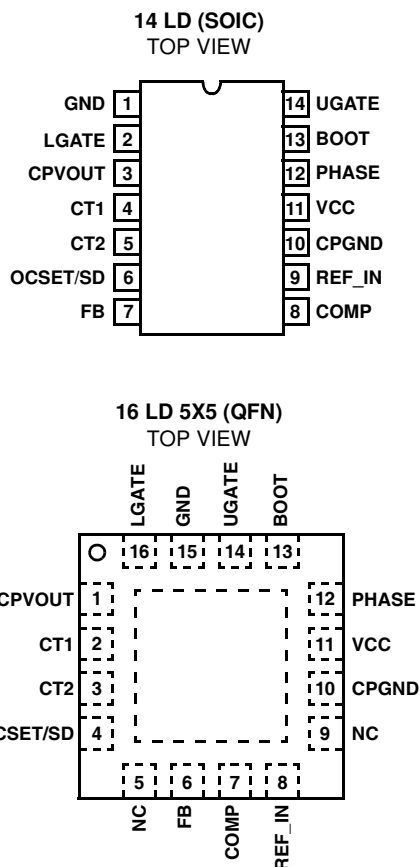 14 LD (SOIC)
TOP VIEW
GND 1 14 UGATE
LGATE 2 13 BOOT
CPVOUT 3 12 PHASE
CT1 4 11 VCC
CT2 5 10 CPGND
OCSET/SD 6 9 REF_IN
FB 7 8 COMP
16 LD 5X5 (QFN)
TOP VIEW
LGATE GND UGATE BOOT
16 15 14 13
CPVOUT 1 12 PHASE
CT1 2 11 VCC
CT2 3 10 CPGND
CSET/SD 4 9 NC
5 6 7 8
NC FB COMP REF_IN